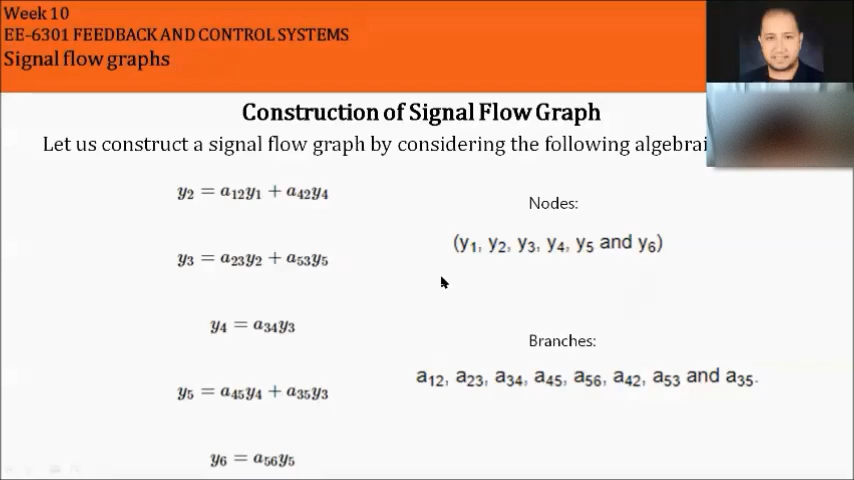 Week 10
EE-6301 FEEDBACK AND CONTROL SYSTEMS
Signal flow graphs
Construction of Signal Flow Graph
Let us construct a signal flow graph by considering the following
y₂ = a₁₂y₁ + a₄₂y₄
y₃ = a₂₃y₂ + a₅₃y₅
y₄ = a₃₄y₃
y₅ = a₄₅y₄ + a₃₅y₃
y₆ = a₅₆y₅
Nodes:
(y₁, y₂, y₃, y₄, y₅ and y₆)
Branches:
a₁₂, a₂₃, a₃₄, a₄₅, a₅₆, a₄₂, a₅₃ and a₃₅.